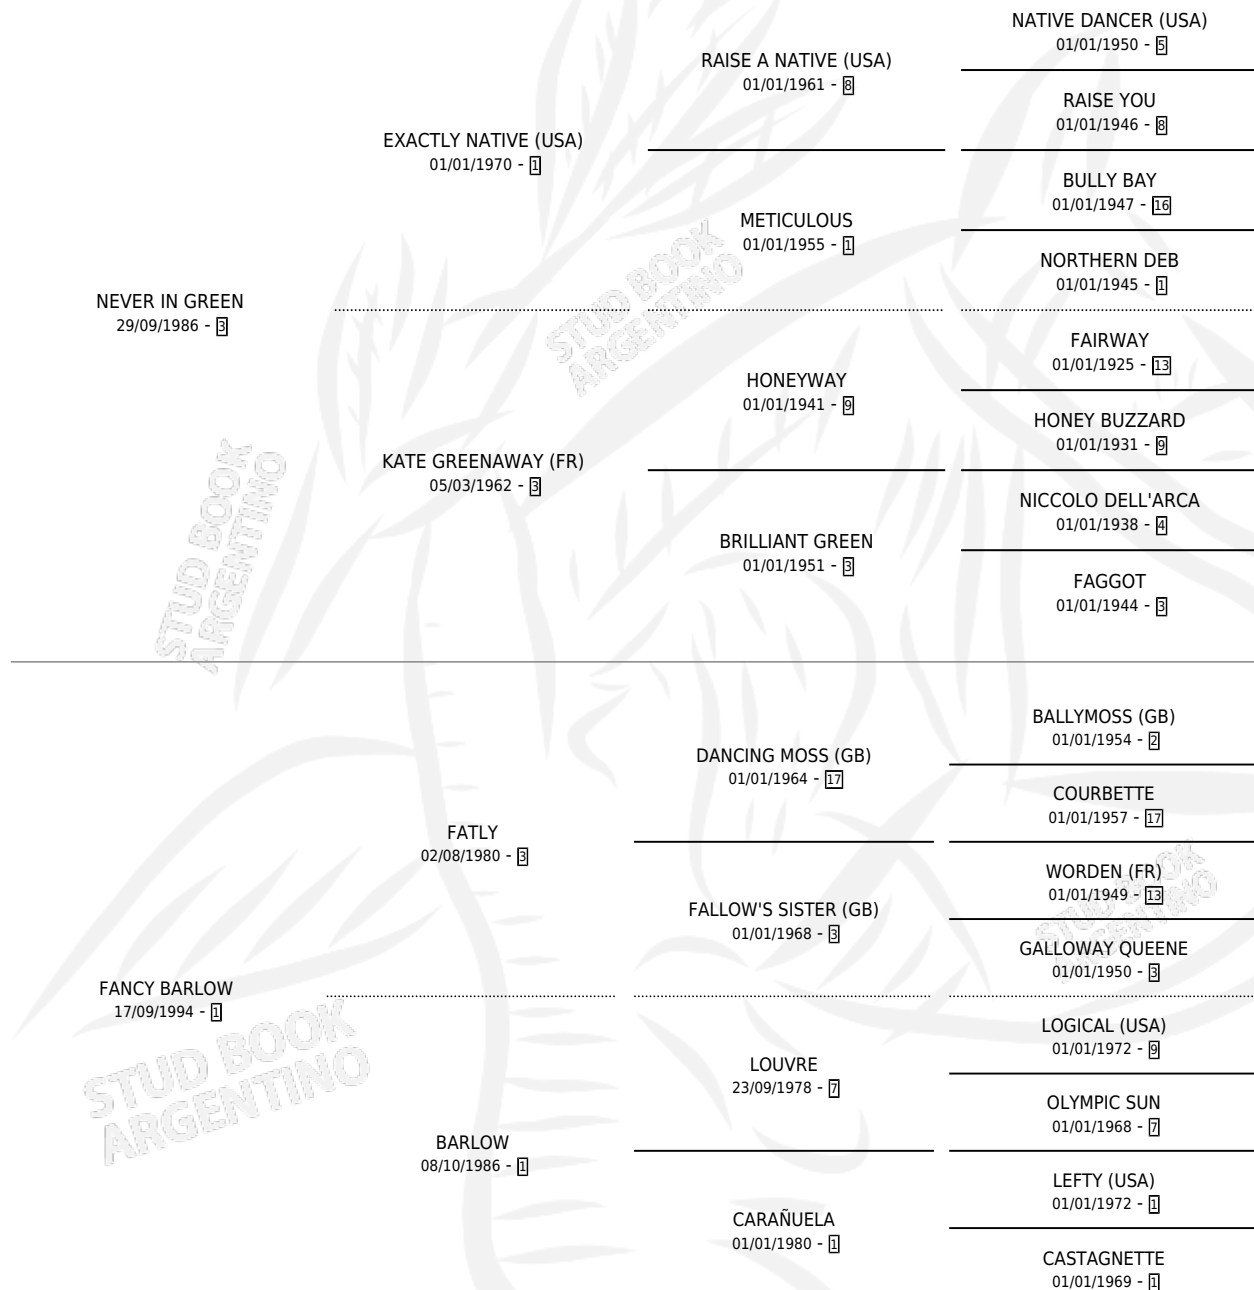 NATIVE DANCER (USA)
01/01/1950 - 5
RAISE A NATIVE (USA)
01/01/1961 - 8
RAISE YOU
01/01/1946 - 8
EXACTLY NATIVE (USA)
01/01/1970 - 1
BULLY BAY
01/01/1947 - 16
METICULOUS
01/01/1955 - 1
NORTHERN DEB
01/01/1945 - 1
NEVER IN GREEN
29/09/1986 - 3
FAIRWAY
01/01/1925 - 13
HONEYWAY
01/01/1941 - 9
HONEY BUZZARD
01/01/1931 - 9
KATE GREENAWAY (FR)
05/03/1962 - 3
NICCOLO DELL'ARCA
01/01/1938 - 4
BRILLIANT GREEN
01/01/1951 - 3
FAGGOT
01/01/1944 - 3
BALLYMOSS (GB)
01/01/1954 - 2
DANCING MOSS (GB)
01/01/1964 - 17
COURBETTE
01/01/1957 - 17
FATLY
02/08/1980 - 3
WORDEN (FR)
01/01/1949 - 13
FALLOW'S SISTER (GB)
01/01/1968 - 3
GALLOWAY QUEENE
01/01/1950 - 3
FANCY BARLOW
17/09/1994 - 1
LOGICAL (USA)
01/01/1972 - 9
LOUVRE
23/09/1978 - 7
OLYMPIC SUN
01/01/1968 - 7
BARLOW
08/10/1986 - 1
LEFTY (USA)
01/01/1972 - 1
CARAÑUELA
01/01/1980 - 1
CASTAGNETTE
01/01/1969 - 1
STUD BOOK
ARGENTINO
STUD BOOK
ARGENTINO
STUD BOOK
ARGENTINO
STUD BOOK
ARGENTINO